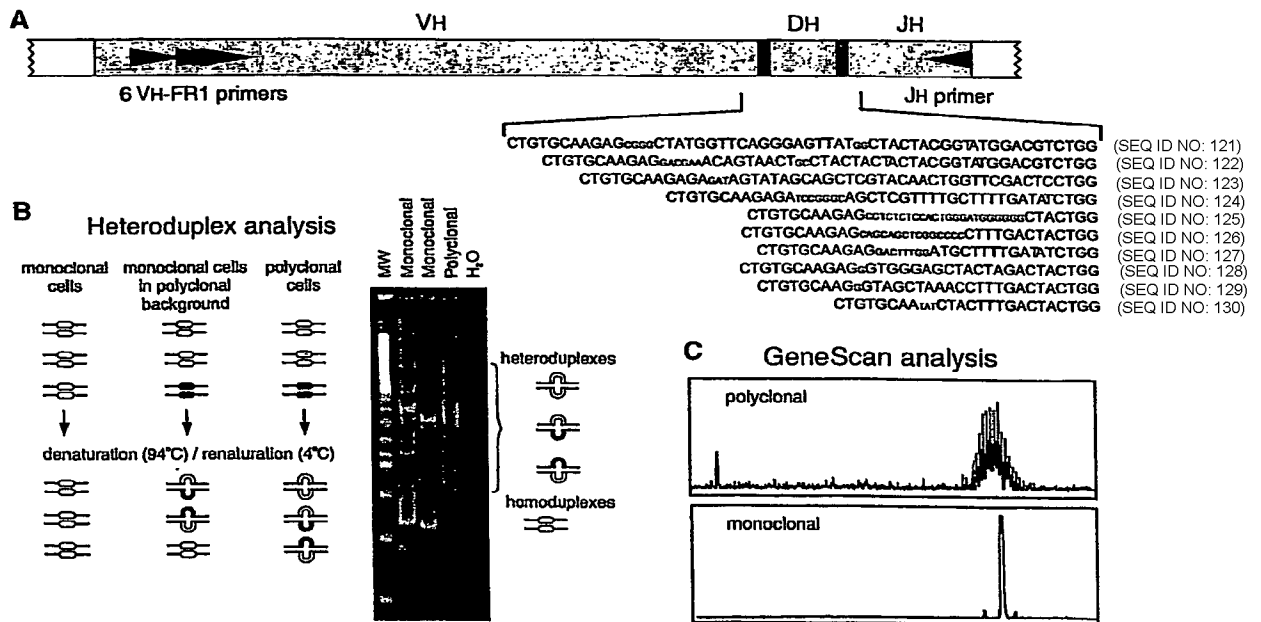 A
VH
DH
JH
6 VH-FR1 primers
JH primer
CTGTGCAAGAGCGGGCTATGGTTCAGGGAGTTATGGCTACTACGGTATGGACGTCTGG (SEQ ID NO: 121)
CTGTGCAAGAGGACGAAACAGTAACTGCCTACTACTACTACGGTATGGACGTCTGG (SEQ ID NO: 122)
CTGTGCAAGAGAGATAGTATAGCAGCTCGTACAACTGGTTCGACTCCTGG (SEQ ID NO: 123)
CTGTGCAAGAGATCCGGGCAGCTCGTTTTGCTTTTGATATCTGG (SEQ ID NO: 124)
CTGTGCAAGAGCCTCTCTCCACTGGGATGGGGGGCTACTGG (SEQ ID NO: 125)
CTGTGCAAGAGCAGCAGCTCGGCCCCCTTTGACTACTGG (SEQ ID NO: 126)
CTGTGCAAGAGGACTTTGGATGCTTTTGATATCTGG (SEQ ID NO: 127)
CTGTGCAAGAGGGTGGGAGCTACTAGACTACTGG (SEQ ID NO: 128)
CTGTGCAAGGGTAGCTAAACCTTTGACTACTGG (SEQ ID NO: 129)
CTGTGCAATATCTACTTTGACTACTGG (SEQ ID NO: 130)
B
Heteroduplex analysis
monoclonal cells
monoclonal cells in polyclonal background
polyclonal cells
denaturation (94°C) / renaturation (4°C)
MW
Monoclonal
Monoclonal
Polyclonal
H2O
heteroduplexes
homoduplexes
C
GeneScan analysis
polyclonal
monoclonal